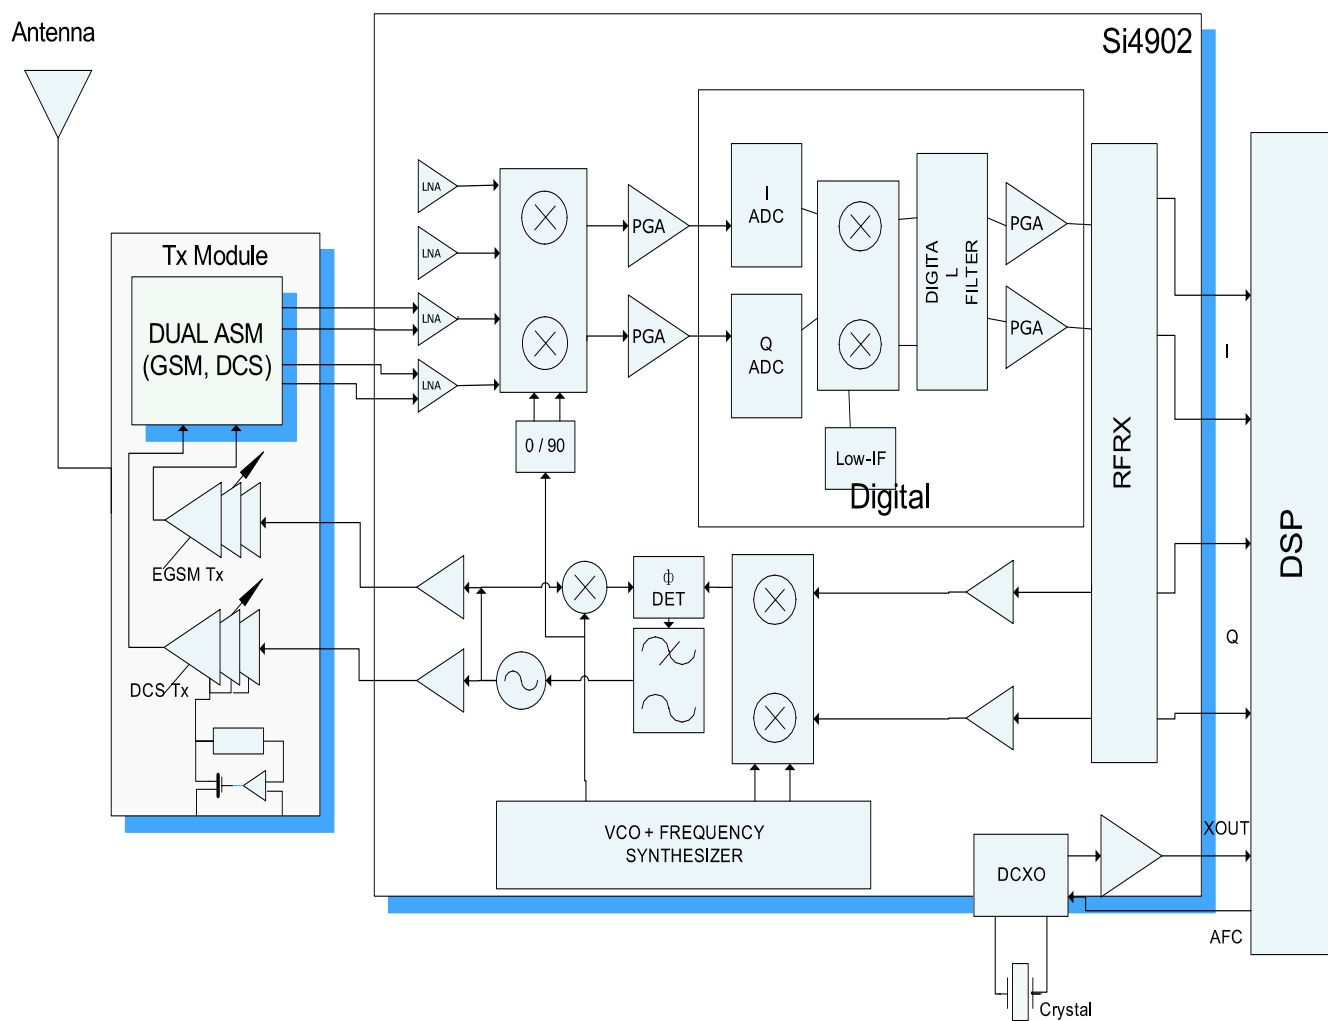 Antenna
Si4902
Tx Module
DUAL ASM
(GSM, DCS)
LNA
LNA
LNA
LNA
PGA
PGA
I
ADC
Q
ADC
DIGITA
L
FILTER
PGA
PGA
RFRX
I
DSP
0 / 90
Low-IF
Digital
EGSM Tx
DCS Tx
ф
DET
Q
VCO + FREQUENCY
SYNTHESIZER
DCXO
XOUT
AFC
Crystal